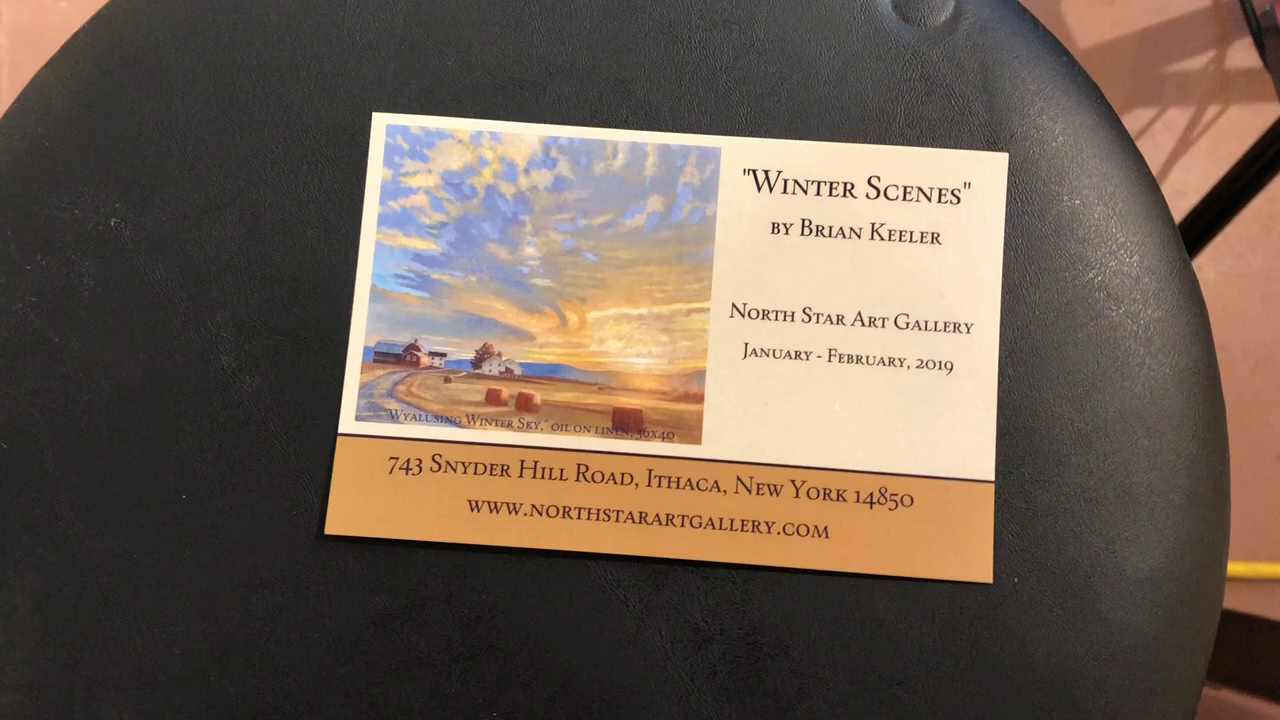 "Winter Scenes"
by Brian Keeler
North Star Art Gallery
January - February, 2019
"Wyalusing Winter Sky," oil on linen, 36x40
743 Snyder Hill Road, Ithaca, New York 14850
www.northstarartgallery.com